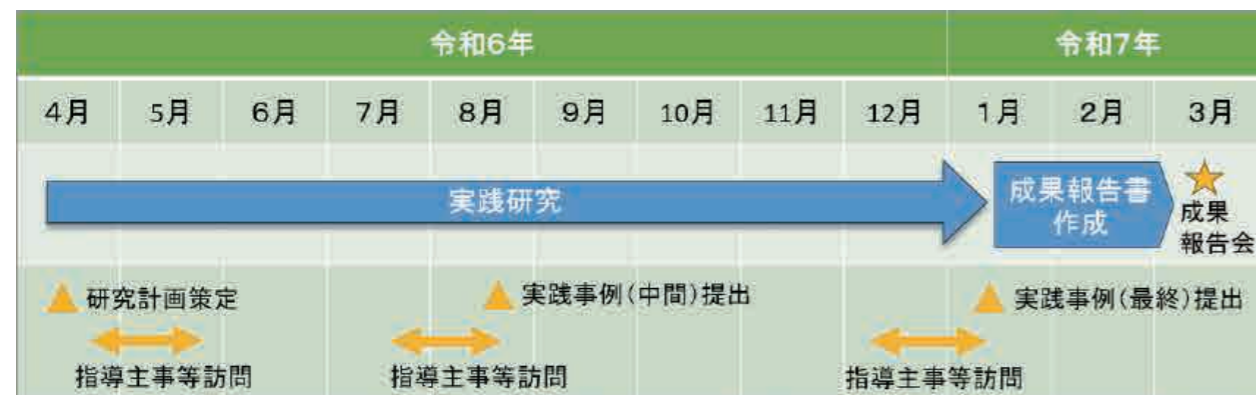 令和6年 令和7年
4月 5月 6月 7月 8月 9月 10月 11月 12月 1月 2月 3月
実践研究
成果報告書
作成
成果
報告会
研究計画策定 実践事例(中間)提出 実践事例(最終)提出
指導主事等訪問 指導主事等訪問 指導主事等訪問